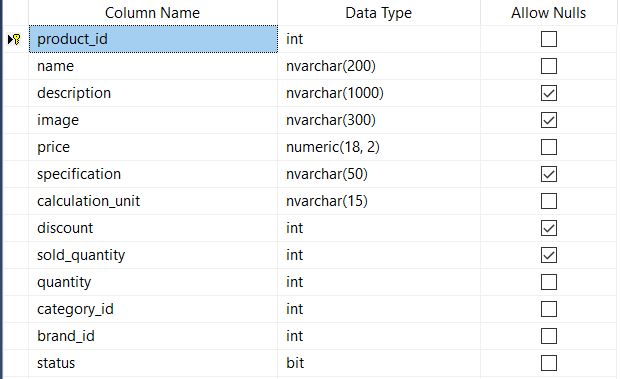 Column Name Data Type Allow Nulls
product_id int
name nvarchar(200)
description nvarchar(1000)
image nvarchar(300)
price numeric(18, 2)
specification nvarchar(50)
calculation_unit nvarchar(15)
discount int
sold_quantity int
quantity int
category_id int
brand_id int
status bit